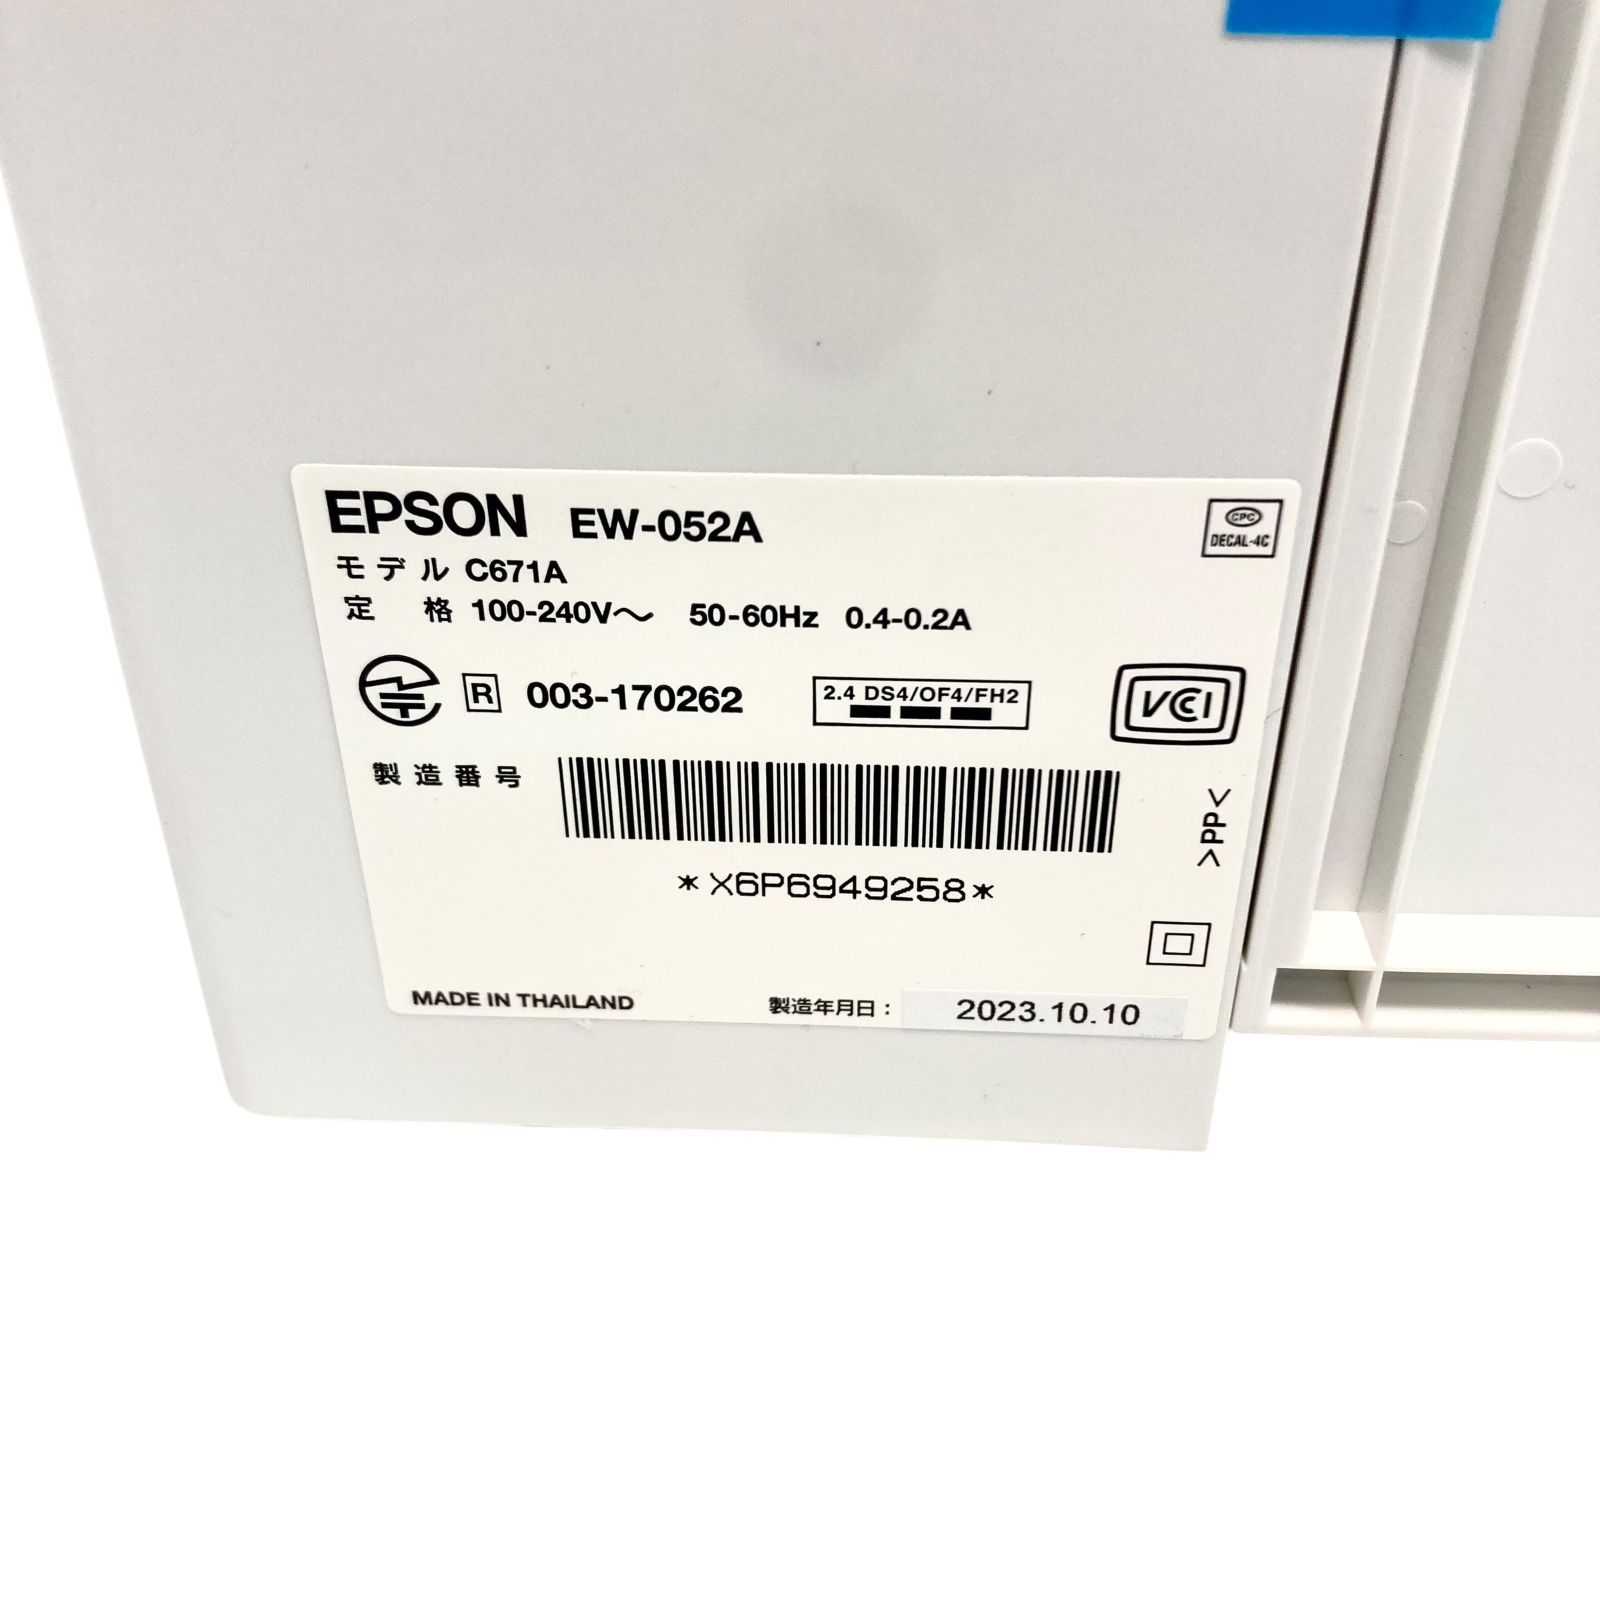 EPSON EW-052A
CPC
DECAL-4C
モデル C671A
定 格 100-240V～ 50-60Hz 0.4-0.2A
R 003-170262
2.4 DS4/OF4/FH2
VCCI
製造番号
>PP<
*X6P6949258*
MADE IN THAILAND 製造年月日： 2023.10.10